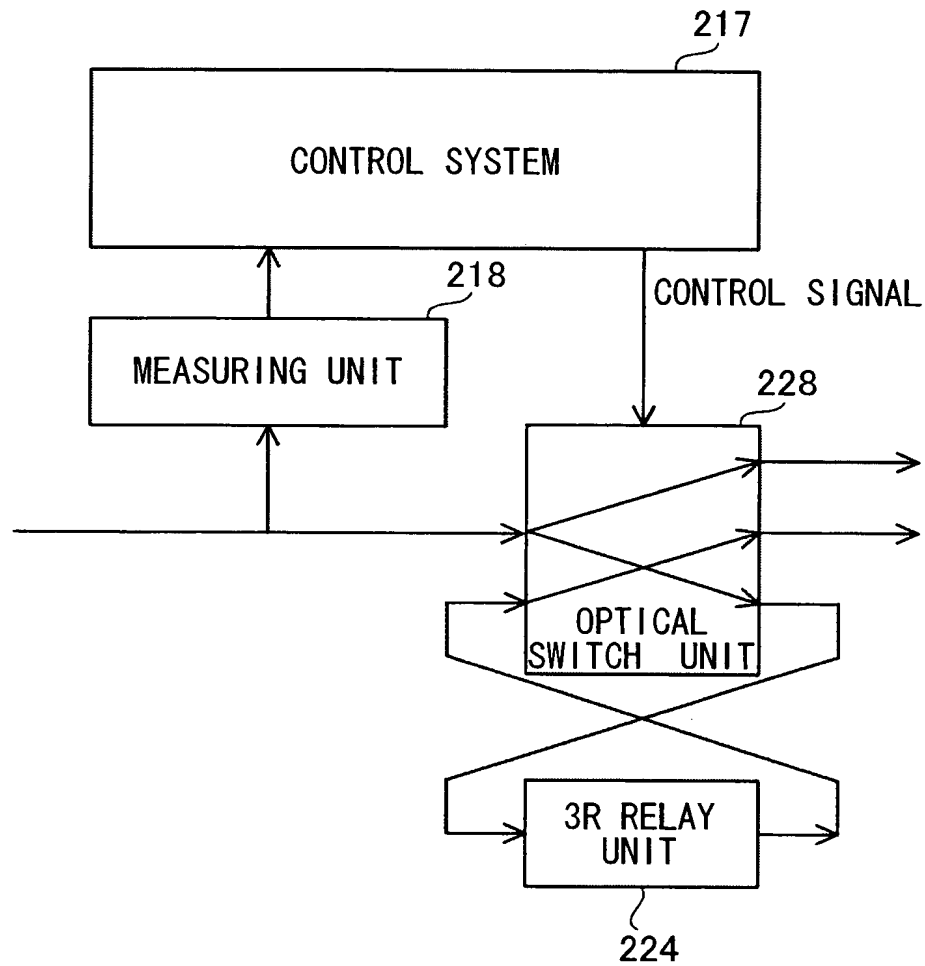 217
CONTROL SYSTEM
218
CONTROL SIGNAL
MEASURING UNIT
228
OPTICAL
SWITCH UNIT
3R RELAY
UNIT
224